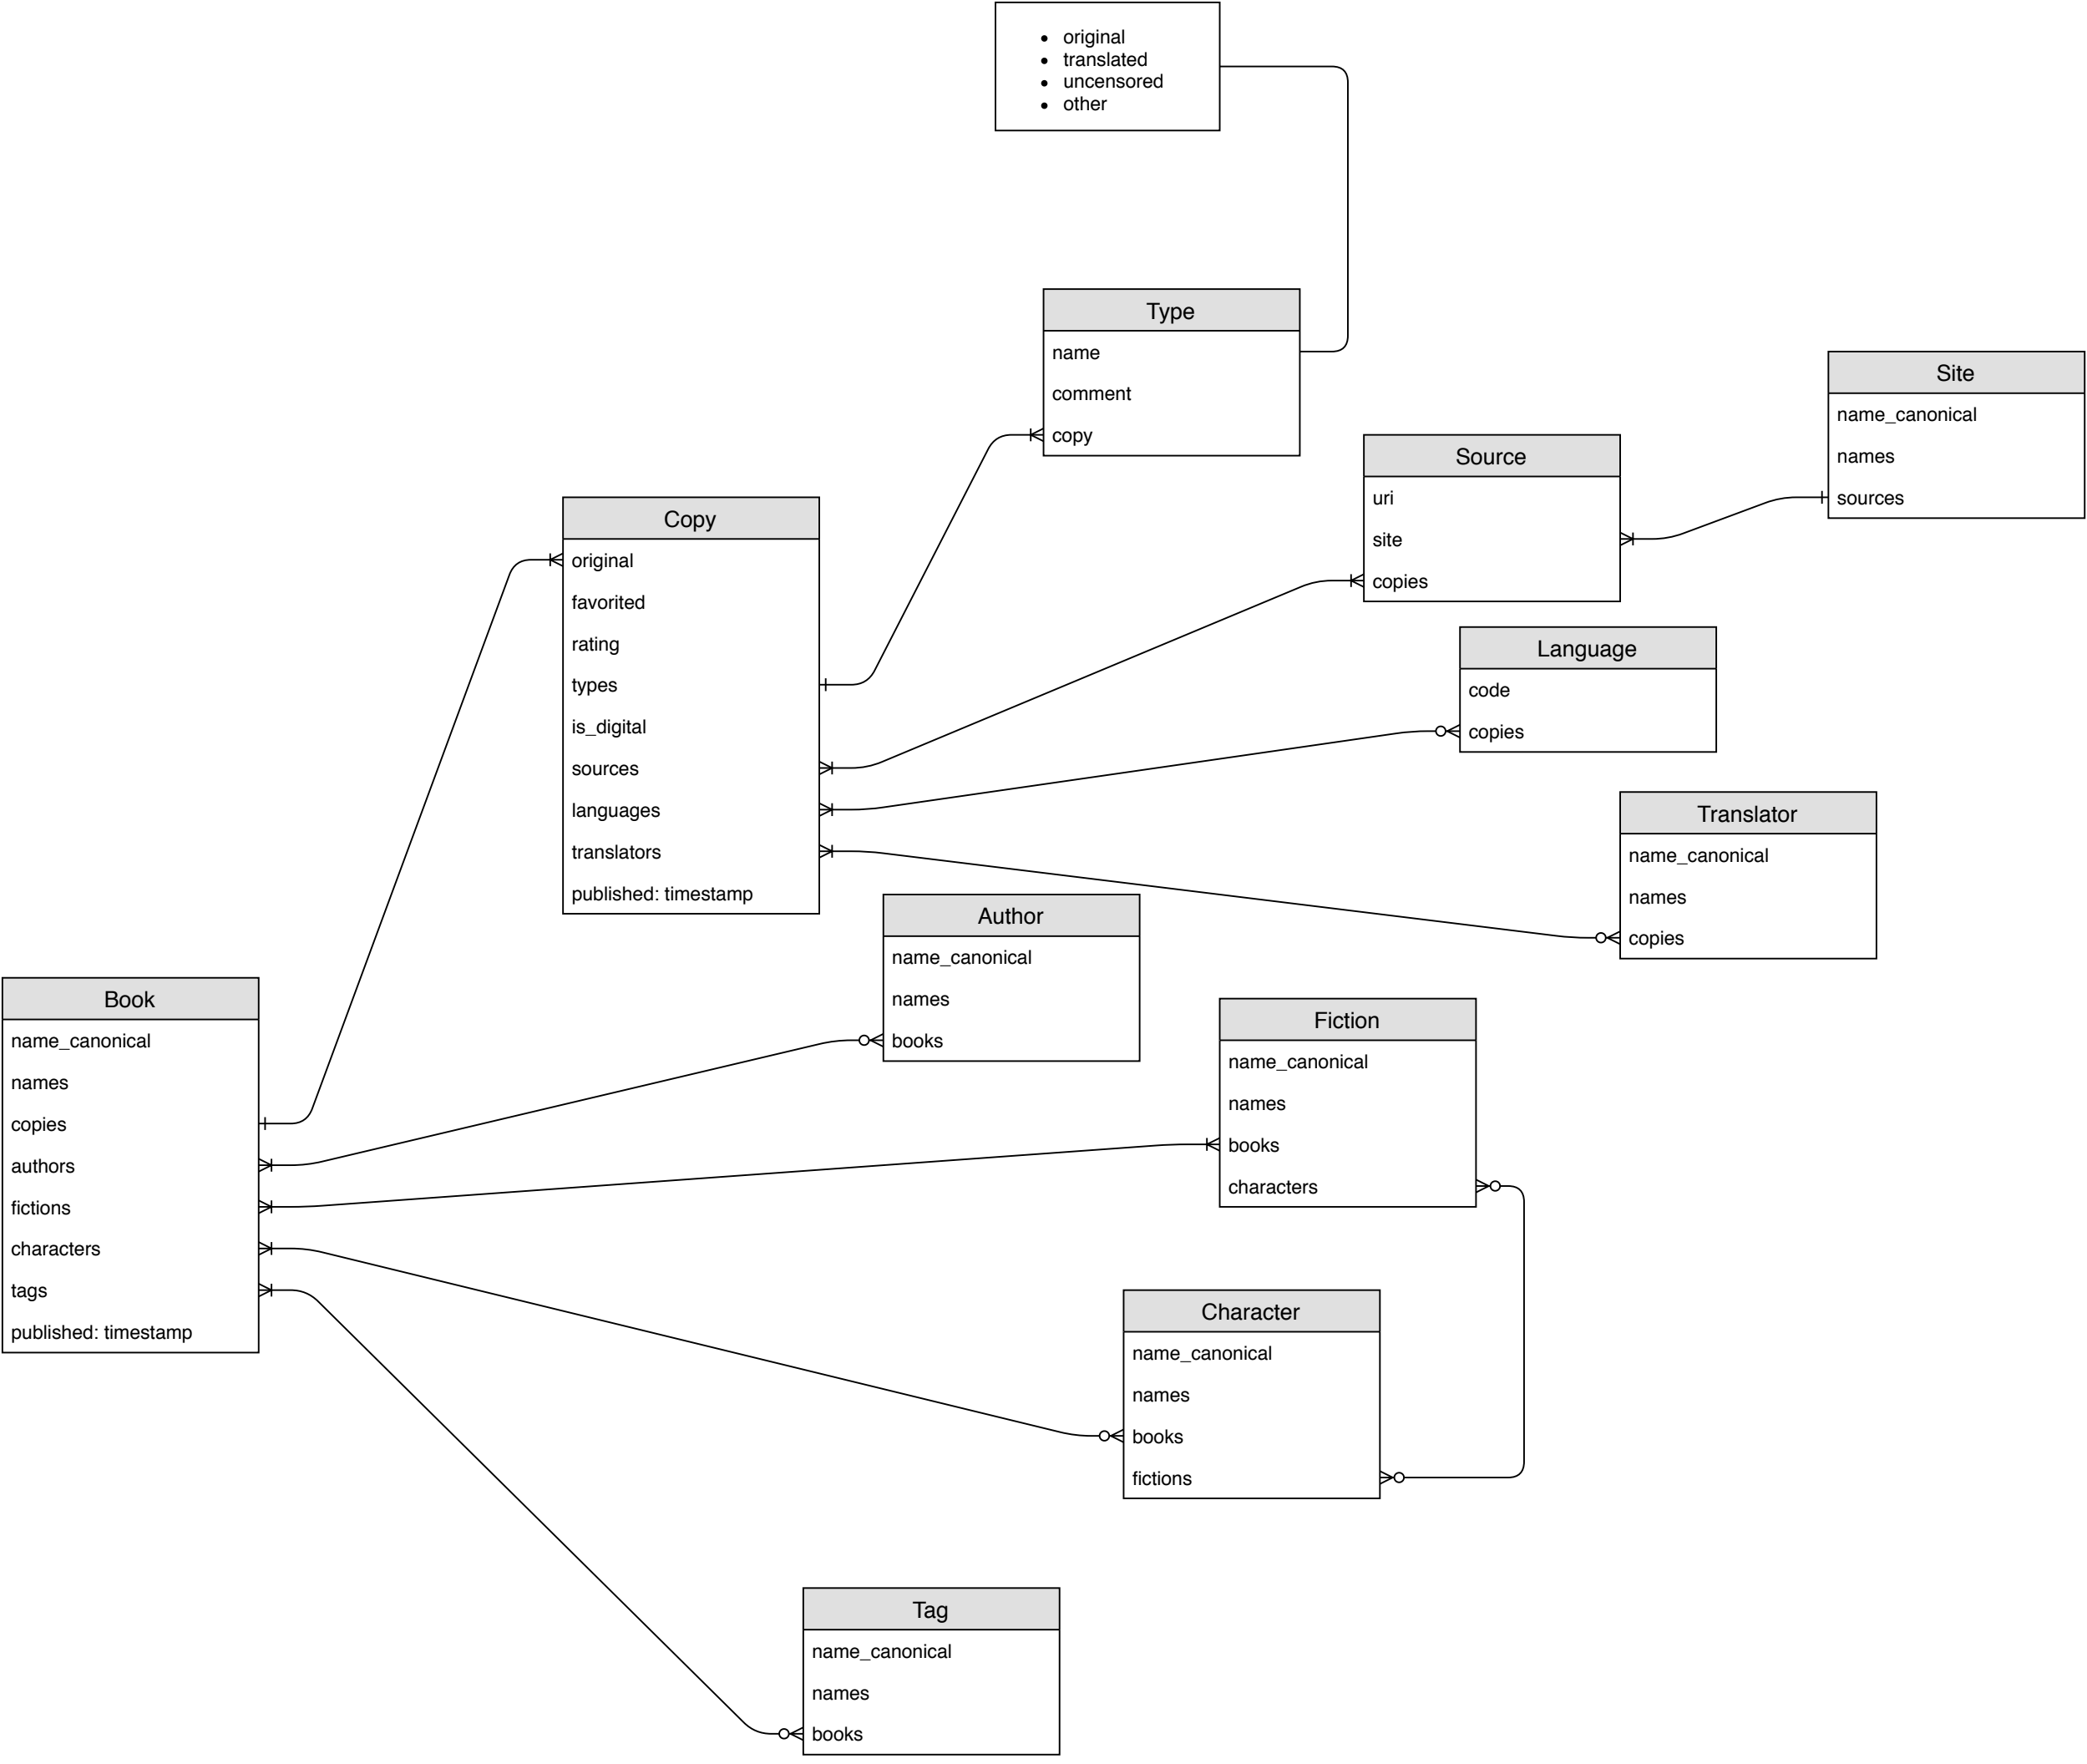 original
translated
uncensored
other
Type
name
comment
copy
Site
name_canonical
names
sources
Source
uri
site
copies
Copy
original
favorited
rating
types
is_digital
sources
languages
translators
published: timestamp
Language
code
copies
Translator
name_canonical
names
copies
Author
name_canonical
names
books
Book
name_canonical
names
copies
authors
fictions
characters
tags
published: timestamp
Fiction
name_canonical
names
books
characters
Character
name_canonical
names
books
fictions
Tag
name_canonical
names
books